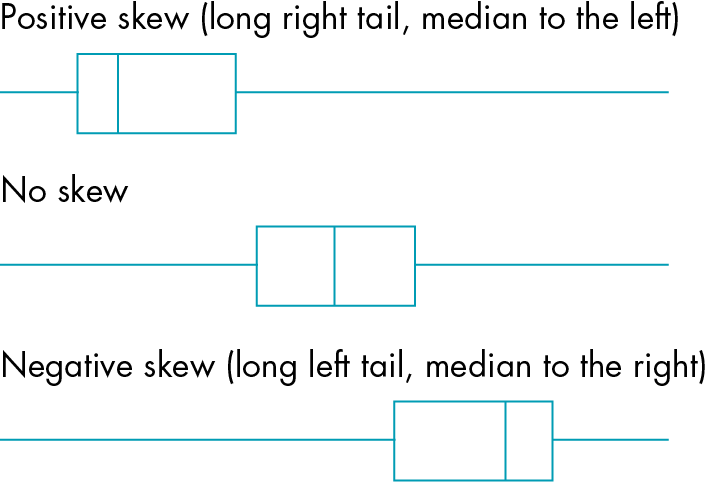 Positive skew (long right tail, median to the left)
No skew
Negative skew (long left tail, median to the right)